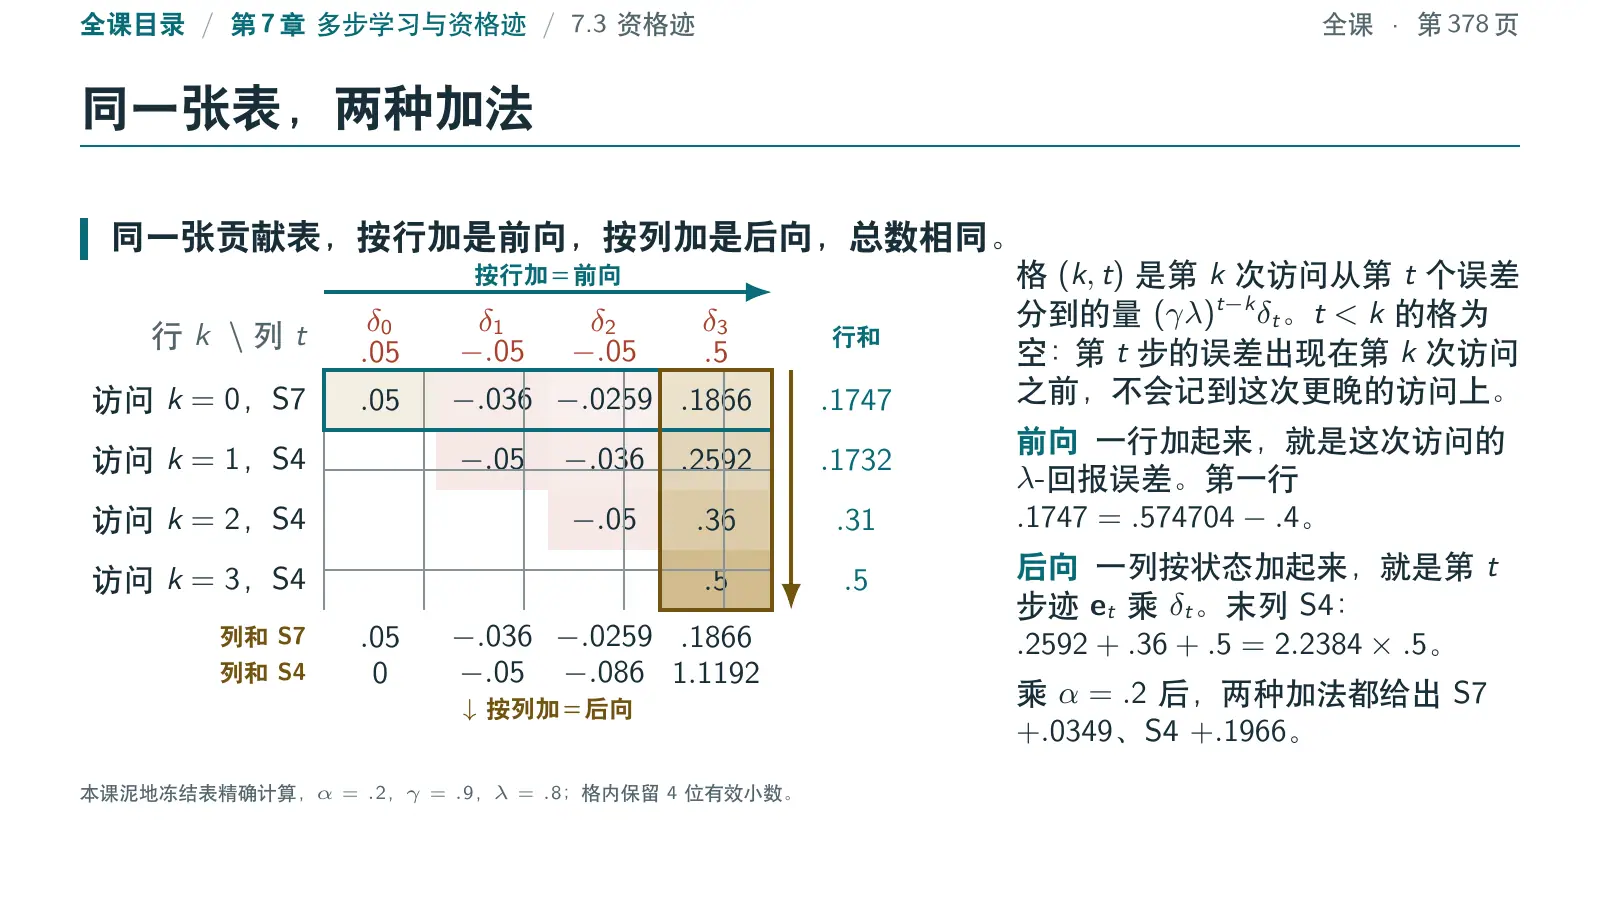 全课目录 / 第7章 多步学习与资格迹 / 7.3 资格迹
全课 · 第378页
同一张表，两种加法
同一张贡献表，按行加是前向，按列加是后向，总数相同。
按行加=前向
行 k \ 列 t δ₀ δ₁ δ₂ δ₃ 行和
.05 −.05 −.05 .5
访问 k = 0，S7 .05 −.036 −.0259 .1866 .1747
访问 k = 1，S4 −.05 −.036 .2592 .1732
访问 k = 2，S4 −.05 .36 .31
访问 k = 3，S4 .5 .5
列和 S7 .05 −.036 −.0259 .1866
列和 S4 0 −.05 −.086 1.1192
↓ 按列加=后向
格 (k, t) 是第 k 次访问从第 t 个误差
分到的量 (γλ)^{t−k}δₜ。t < k 的格为
空：第 t 步的误差出现在第 k 次访问
之前，不会记到这次更晚的访问上。
前向 一行加起来，就是这次访问的
λ-回报误差。第一行
.1747 = .574704 − .4。
后向 一列按状态加起来，就是第 t
步迹 eₜ 乘 δₜ。末列 S4：
.2592 + .36 + .5 = 2.2384 × .5。
乘 α = .2 后，两种加法都给出 S7
+.0349、S4 +.1966。
本课泥地冻结表精确计算，α = .2，γ = .9，λ = .8；格内保留 4 位有效小数。